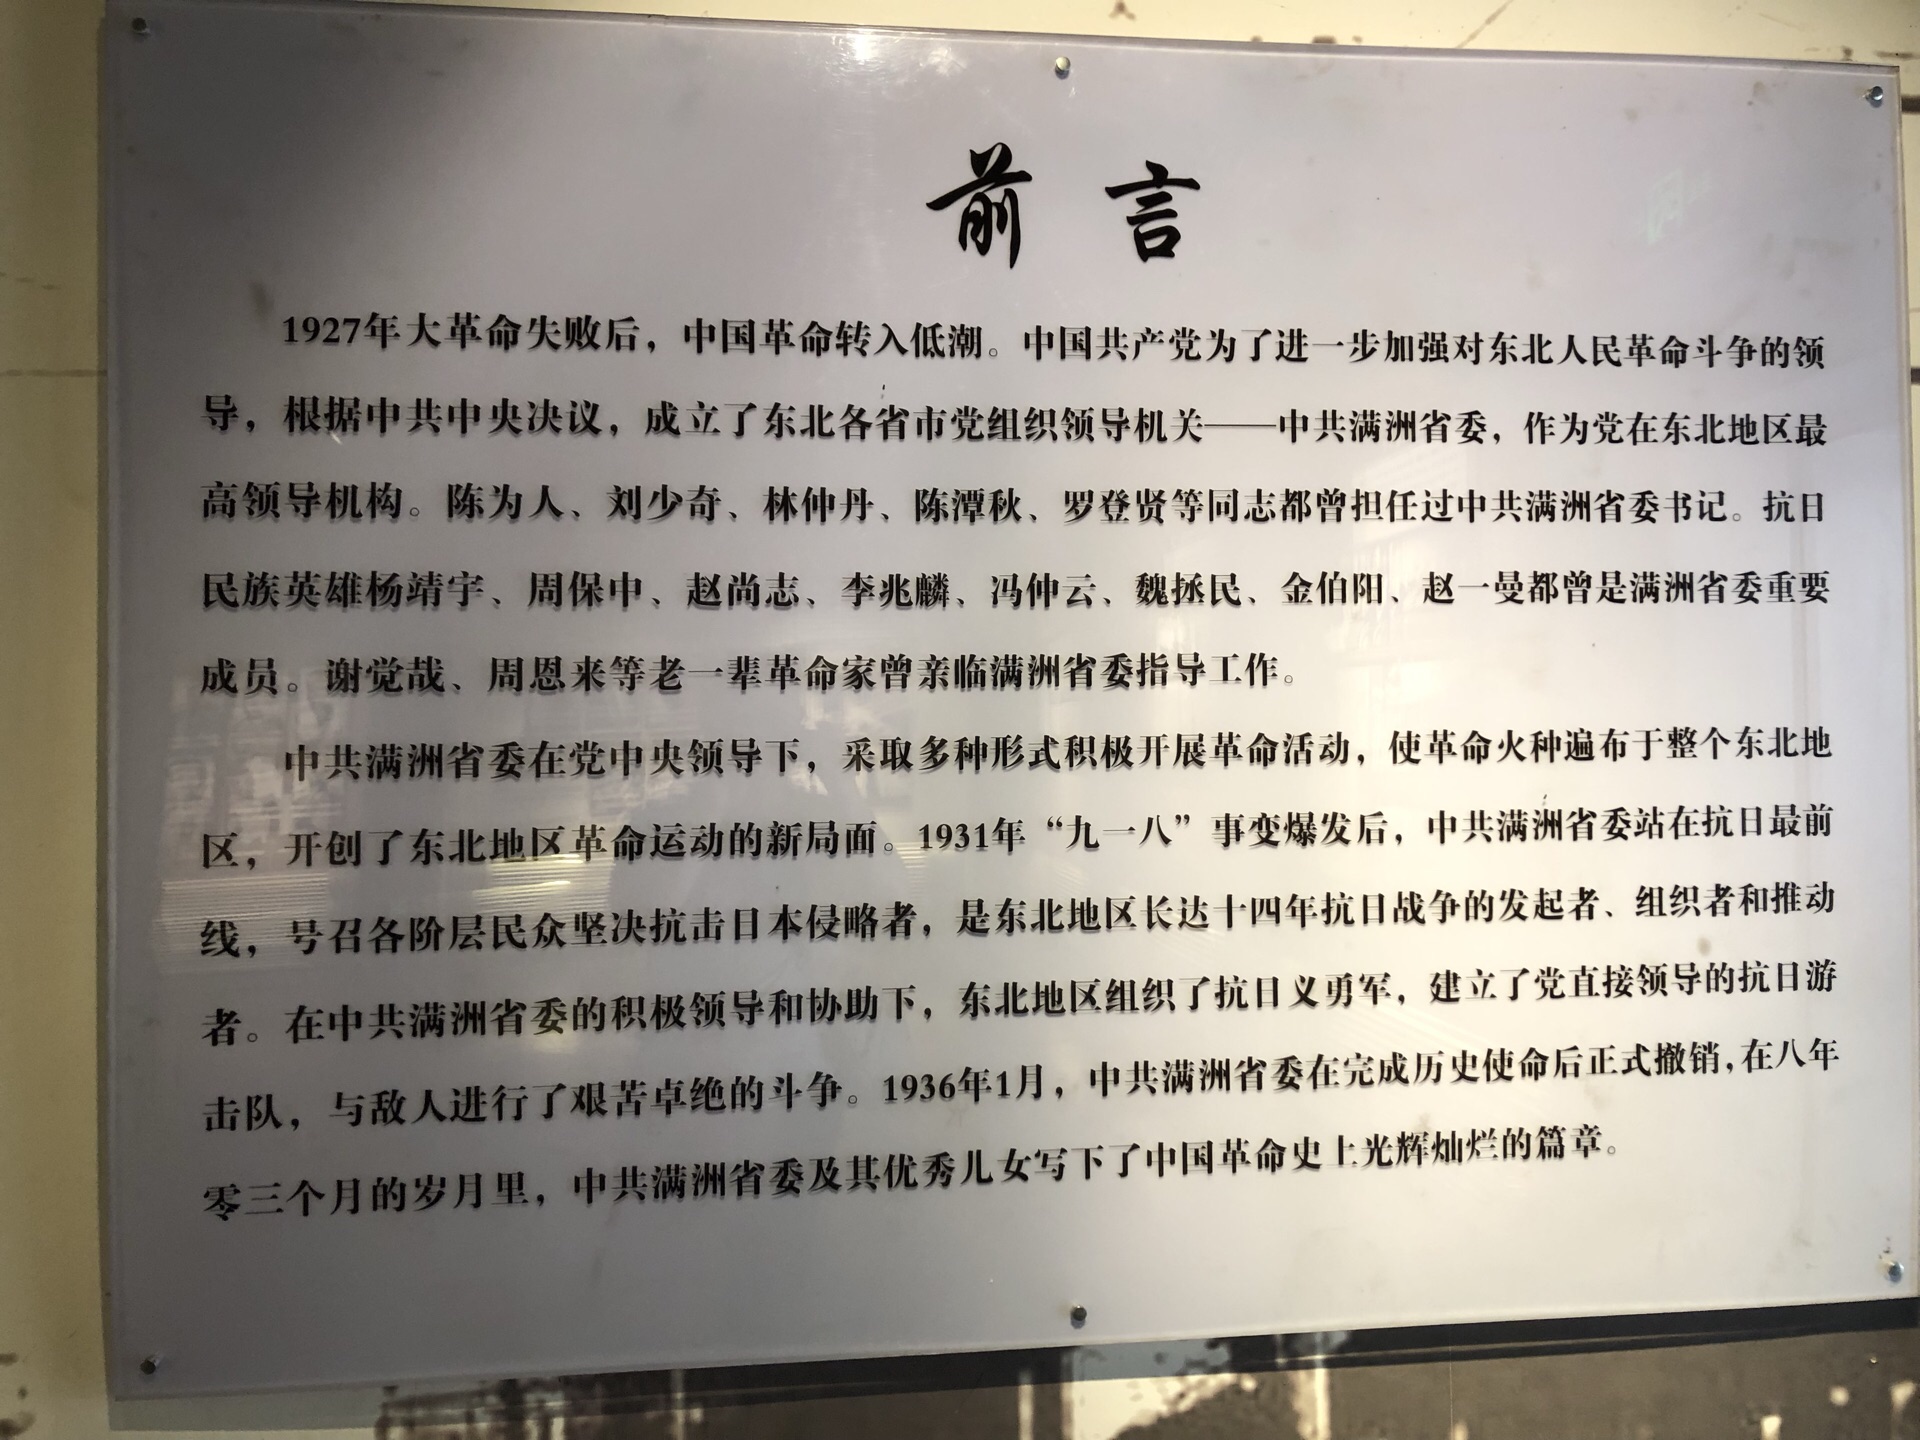 前言
1927年大革命失败后，中国革命转入低潮。中国共产党为了进一步加强对东北人民革命斗争的领
导，根据中共中央决议，成立了东北各省市党组织领导机关——中共满洲省委，作为党在东北地区最
高领导机构。陈为人、刘少奇、林仲丹、陈潭秋、罗登贤等同志都曾担任过中共满洲省委书记。抗日
民族英雄杨靖宇、周保中、赵尚志、李兆麟、冯仲云、魏拯民、金伯阳、赵一曼都曾是满洲省委重要
成员。谢觉哉、周恩来等老一辈革命家曾亲临满洲省委指导工作。
中共满洲省委在党中央领导下，采取多种形式积极开展革命活动，使革命火种遍布于整个东北地
区，开创了东北地区革命运动的新局面。1931年“九一八”事变爆发后，中共满洲省委站在抗日最前
线，号召各阶层民众坚决抗击日本侵略者，是东北地区长达十四年抗日战争的发起者、组织者和推动
者。在中共满洲省委的积极领导和协助下，东北地区组织了抗日义勇军，建立了党直接领导的抗日游
击队，与敌人进行了艰苦卓绝的斗争。1936年1月，中共满洲省委在完成历史使命后正式撤销，在八年
零三个月的岁月里，中共满洲省委及其优秀儿女写下了中国革命史上光辉灿烂的篇章。